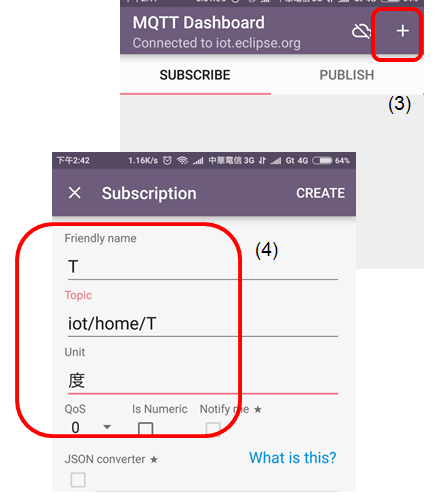 MQTT Dashboard
Connected to iot.eclipse.org
+
SUBSCRIBE PUBLISH
(3)
下午2:42 1.16K/s 中華電信 3G Gt 4G 64%
× Subscription CREATE
(4)
Friendly name
T
Topic
iot/home/T
Unit
度
QoS Is Numeric Notify me ★
0
JSON converter ★ What is this?